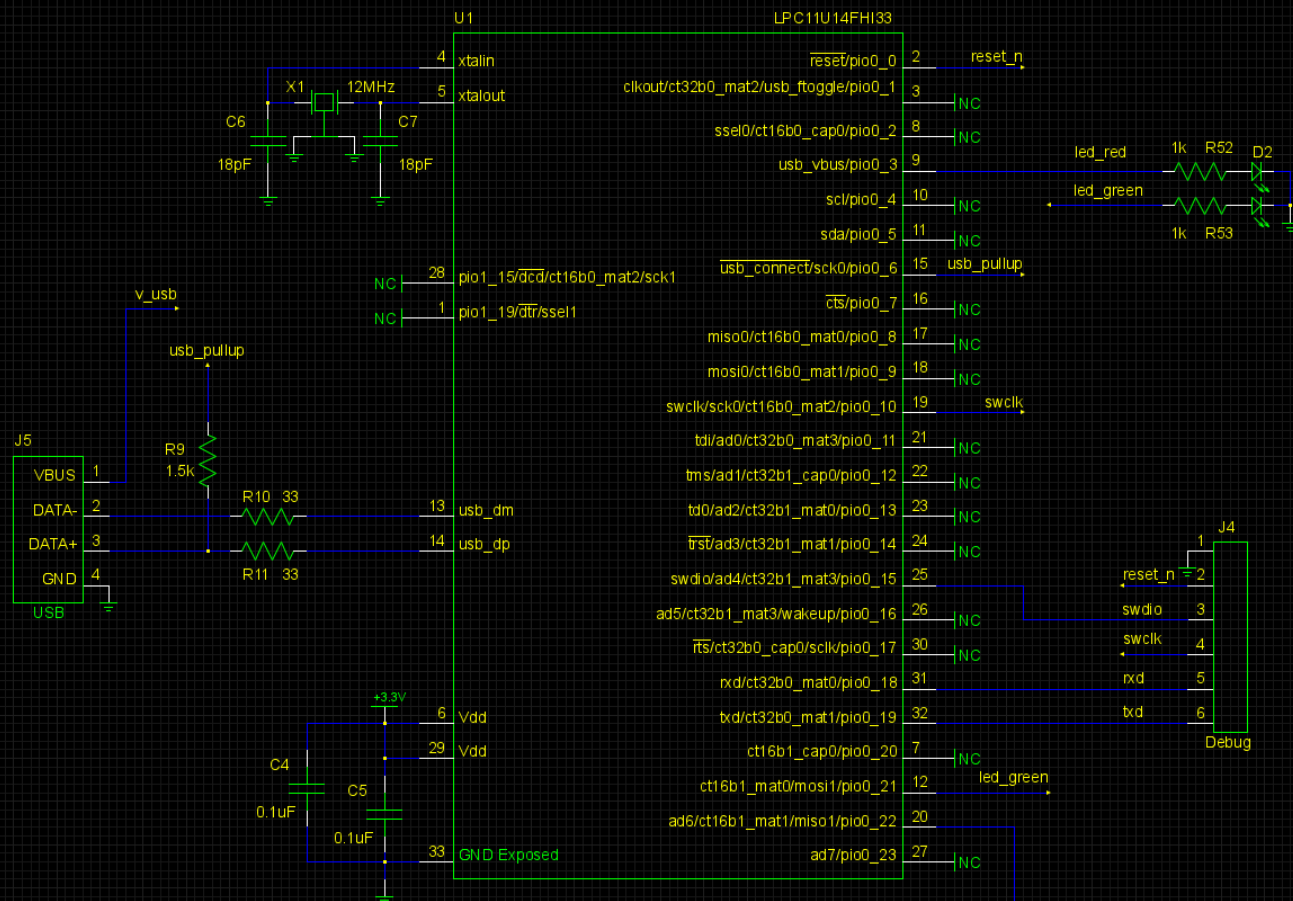 U1
LPC11U14FHI33
4 xtalin
5 xtalout
X1 12MHz
C6
18pF
C7
18pF
NC 28 pio1_15/dcd/ct16b0_mat2/sck1
NC 1 pio1_19/dtr/ssel1
v_usb
usb_pullup
R9
1.5k
J5
VBUS 1
DATA- 2
DATA+ 3
GND 4
USB
R10 33
R11 33
13 usb_dm
14 usb_dp
+3.3V
6 Vdd
29 Vdd
C4
0.1uF
C5
0.1uF
33 GND Exposed
reset/pio0_0 2 reset_n
clkout/ct32b0_mat2/usb_ftoggle/pio0_1 3 NC
ssel0/ct16b0_cap0/pio0_2 8 NC
usb_vbus/pio0_3 9 led_red
scl/pio0_4 10 NC
sda/pio0_5 11 NC
usb_connect/sck0/pio0_6 15 usb_pullup
cts/pio0_7 16 NC
miso0/ct16b0_mat0/pio0_8 17 NC
mosi0/ct16b0_mat1/pio0_9 18 NC
swclk/sck0/ct16b0_mat2/pio0_10 19 swclk
tdi/ad0/ct32b0_mat3/pio0_11 21 NC
tms/ad1/ct32b1_cap0/pio0_12 22 NC
td0/ad2/ct32b1_mat0/pio0_13 23 NC
trst/ad3/ct32b1_mat1/pio0_14 24 NC
swdio/ad4/ct32b1_mat3/pio0_15 25
ad5/ct32b1_mat3/wakeup/pio0_16 26 NC
rts/ct32b0_cap0/sclk/pio0_17 30 NC
rxd/ct32b0_mat0/pio0_18 31
txd/ct32b0_mat1/pio0_19 32
ct16b1_cap0/pio0_20 7 NC
ct16b1_mat0/mosi1/pio0_21 12 led_green
ad6/ct16b1_mat1/miso1/pio0_22 20
ad7/pio0_23 27 NC
1k R52 D2
led_green
1k R53
J4
1
reset_n 2
swdio 3
swclk 4
rxd 5
txd 6
Debug